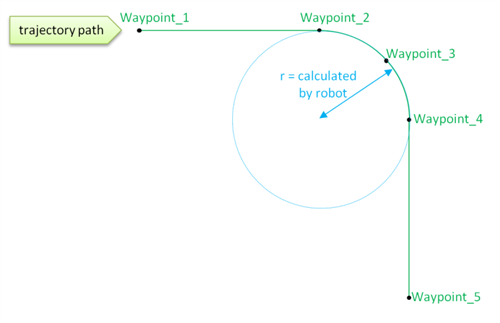 Waypoint_1
Waypoint_2
trajectory path
Waypoint_3
r = calculated
by robot
Waypoint_4
Waypoint_5